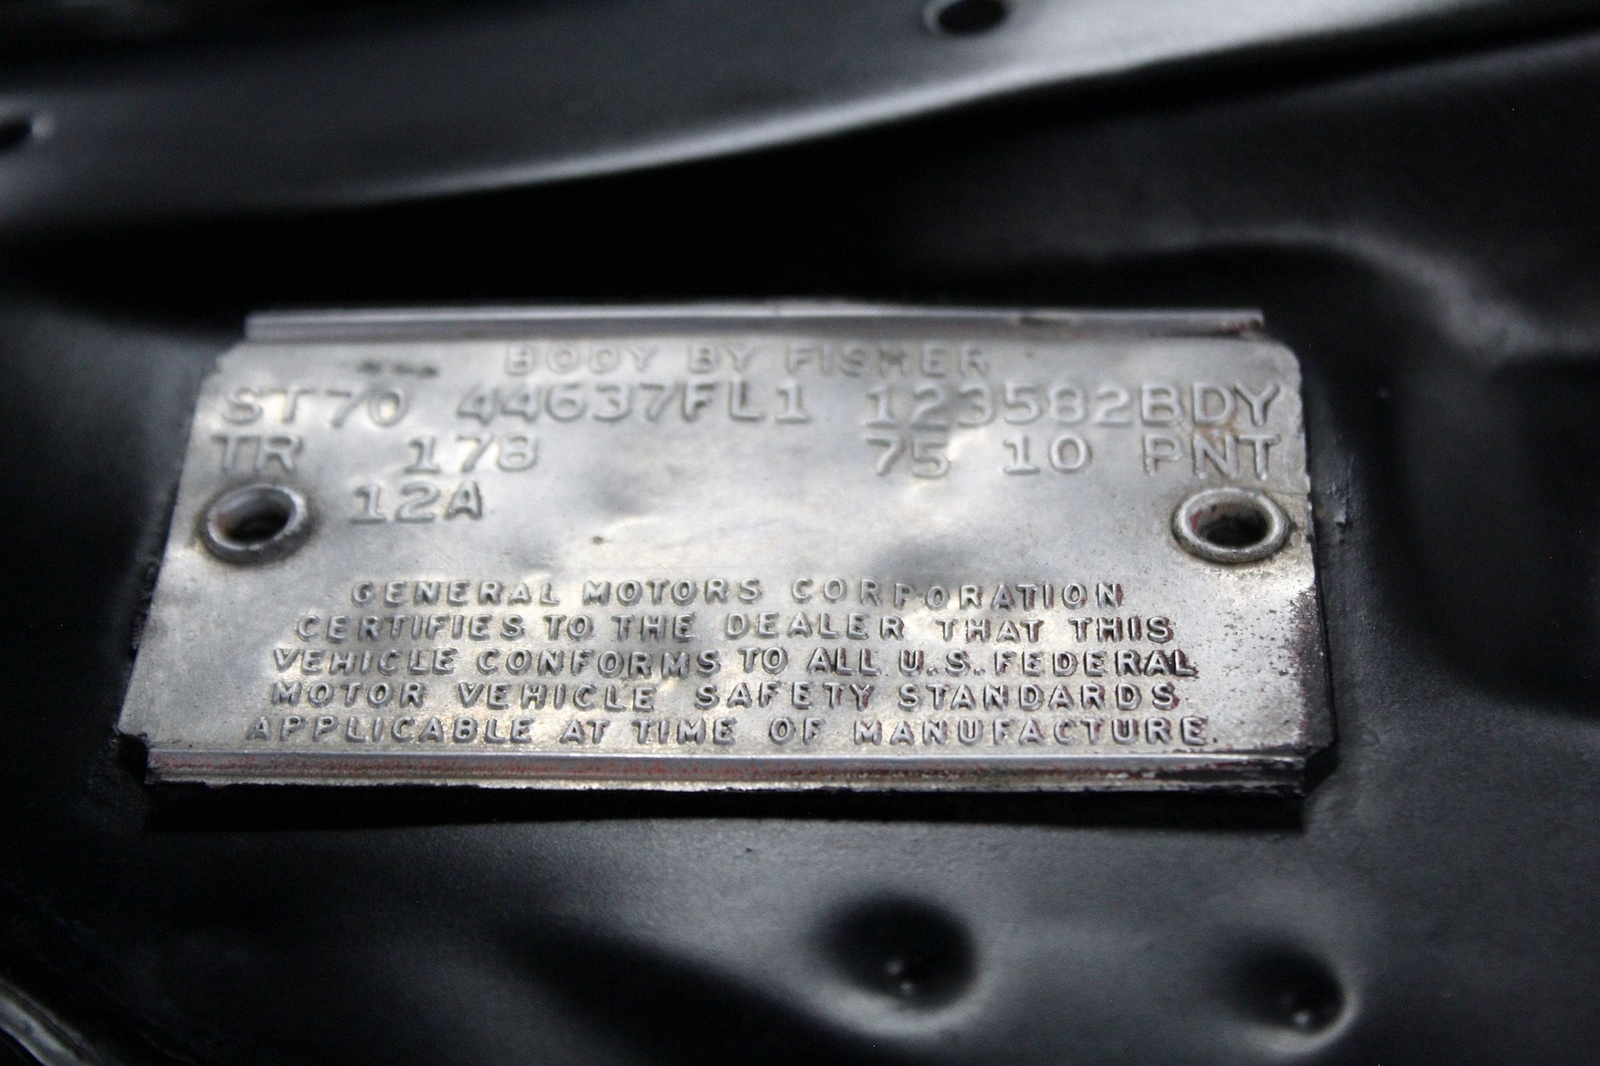 BODY BY FISHER
ST70 44637FL1 123582BDY
TR 178 75 10 PNT
12A
GENERAL MOTORS CORPORATION
CERTIFIES TO THE DEALER THAT THIS
VEHICLE CONFORMS TO ALL U.S. FEDERAL
MOTOR VEHICLE SAFETY STANDARDS
APPLICABLE AT TIME OF MANUFACTURE.